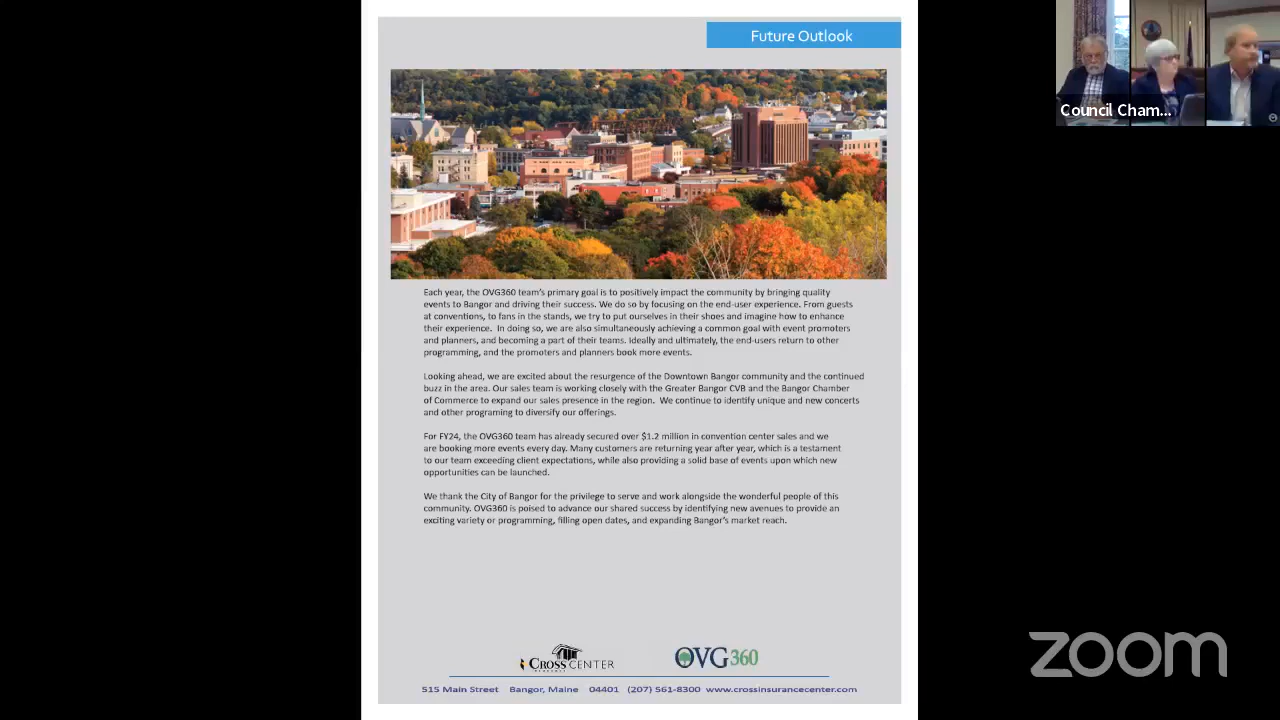 Future Outlook
Council Cham...
Each year, the OVG360 team's primary goal is to positively impact the community by bringing quality
events to Bangor and driving their success. We do so by focusing on the end-user experience. From guests
at conventions, to fans in the stands, we try to put ourselves in their shoes and imagine how to enhance
their experience. In doing so, we are also simultaneously achieving a common goal with event promoters
and planners, and becoming a part of their teams. Ideally and ultimately, the end-users return to other
programming, and the promoters and planners book more events.
Looking ahead, we are excited about the resurgence of the Downtown Bangor community and the continued
buzz in the area. Our sales team is working closely with the Greater Bangor CVB and the Bangor Chamber
of Commerce to expand our sales presence in the region. We continue to identify unique and new concerts
and other programing to diversify our offerings.
For FY24, the OVG360 team has already secured over $1.2 million in convention center sales and we
are booking more events every day. Many customers are returning year after year, which is a testament
to our team exceeding client expectations, while also providing a solid base of events upon which new
opportunities can be launched.
We thank the City of Bangor for the privilege to serve and work alongside the wonderful people of this
community. OVG360 is poised to advance our shared success by identifying new avenues to provide an
exciting variety or programming, filling open dates, and expanding Bangor's market reach.
CROSS CENTER
OVG360
515 Main Street Bangor, Maine 04401 (207) 561-8300 www.crossinsurancecenter.com
zoom